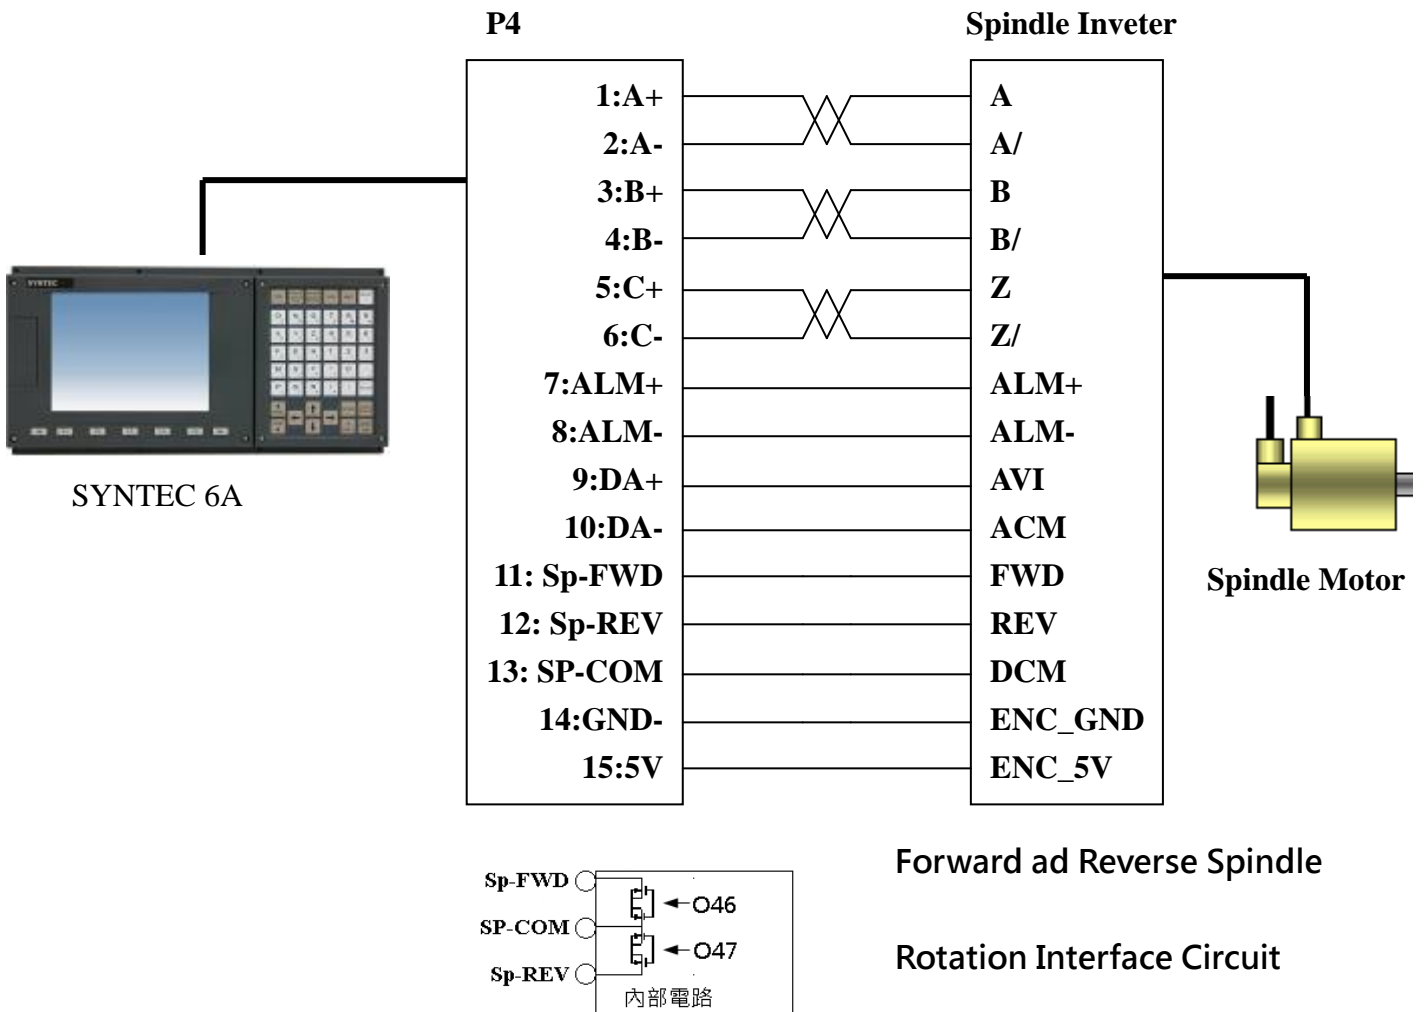 P4
Spindle Inveter
1:A+
A
2:A-
A/
3:B+
B
4:B-
B/
5:C+
Z
6:C-
Z/
7:ALM+
ALM+
8:ALM-
ALM-
9:DA+
AVI
10:DA-
ACM
11: Sp-FWD
FWD
12: Sp-REV
REV
13: SP-COM
DCM
14:GND-
ENC_GND
15:5V
ENC_5V
SYNTEC
SYNTEC 6A
Spindle Motor
Sp-FWD
O46
SP-COM
O47
Sp-REV
內部電路
Forward ad Reverse Spindle
Rotation Interface Circuit